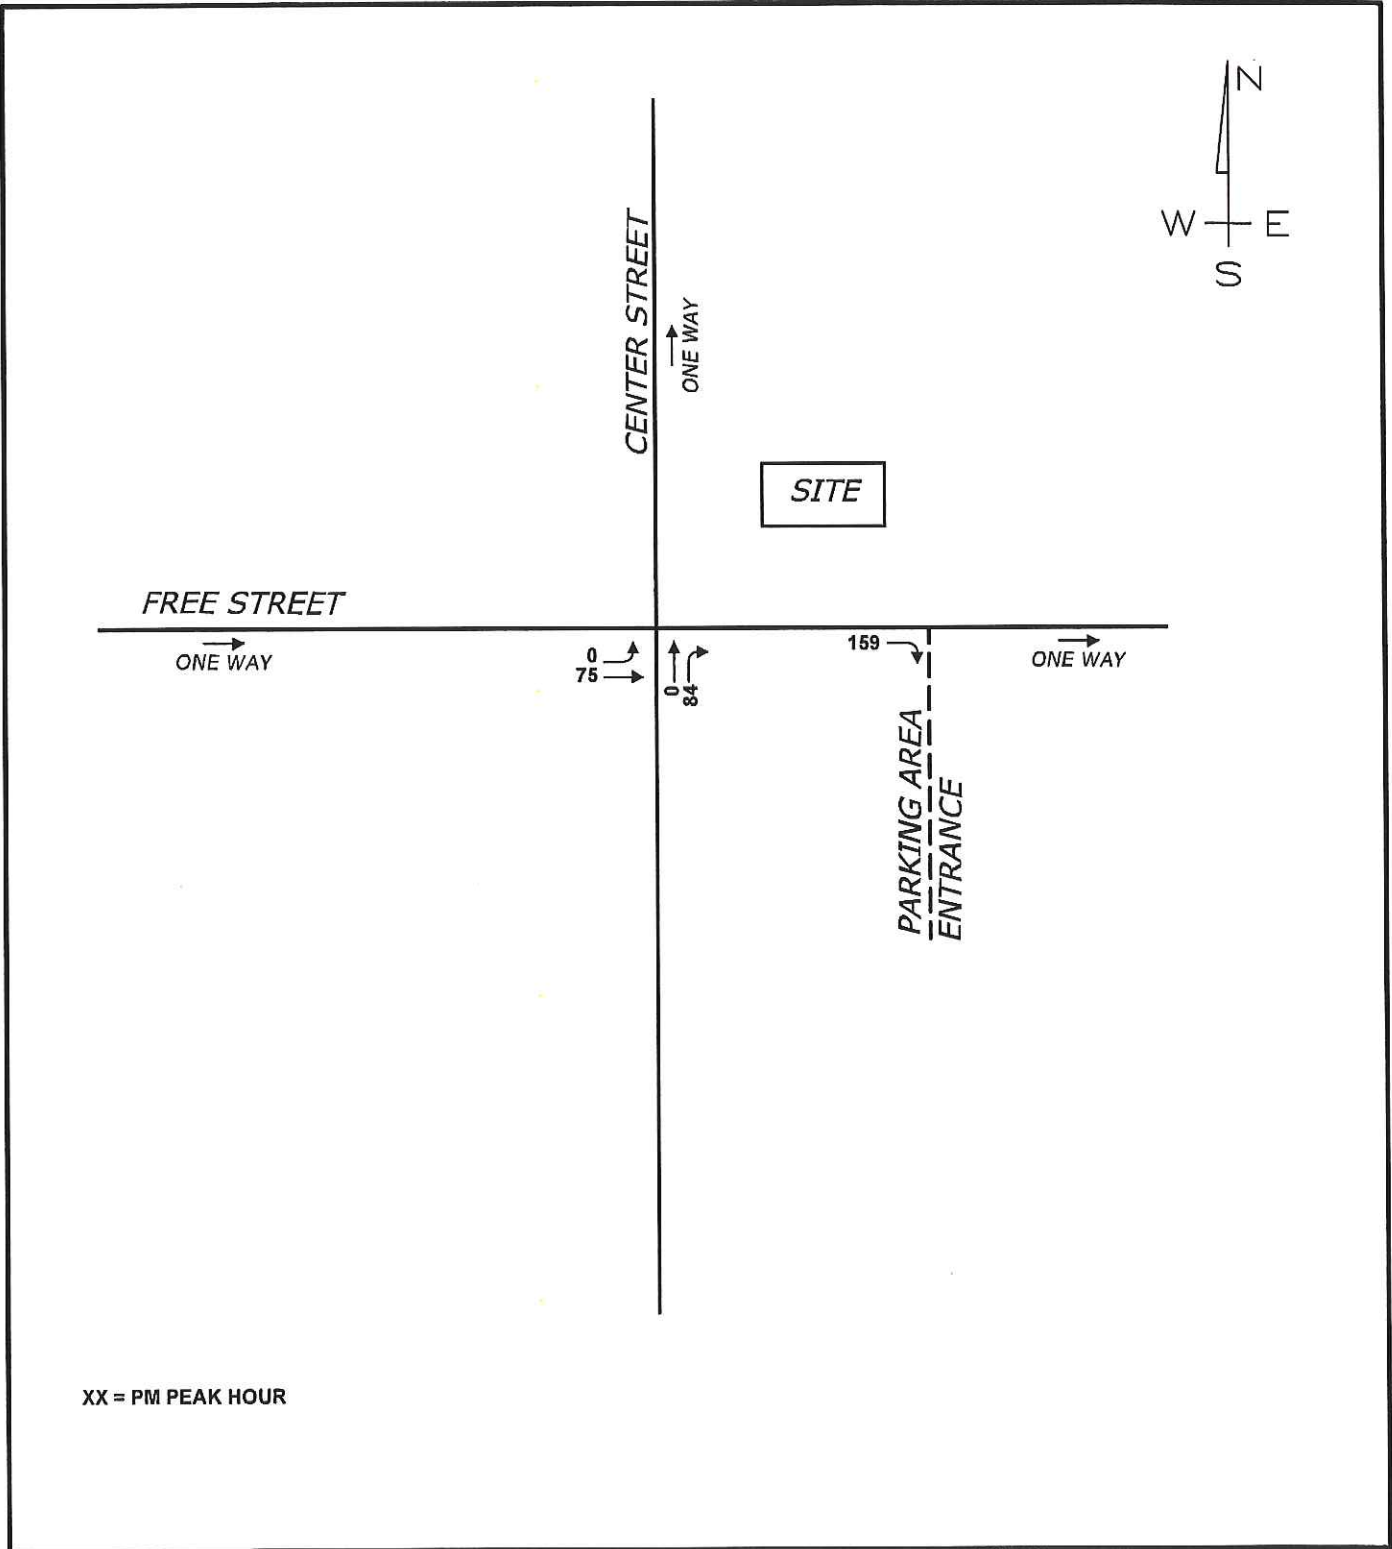 N
W E
S
CENTER STREET
ONE WAY
SITE
FREE STREET
ONE WAY
0
75
0
84
159
ONE WAY
PARKING AREA
ENTRANCE
XX = PM PEAK HOUR